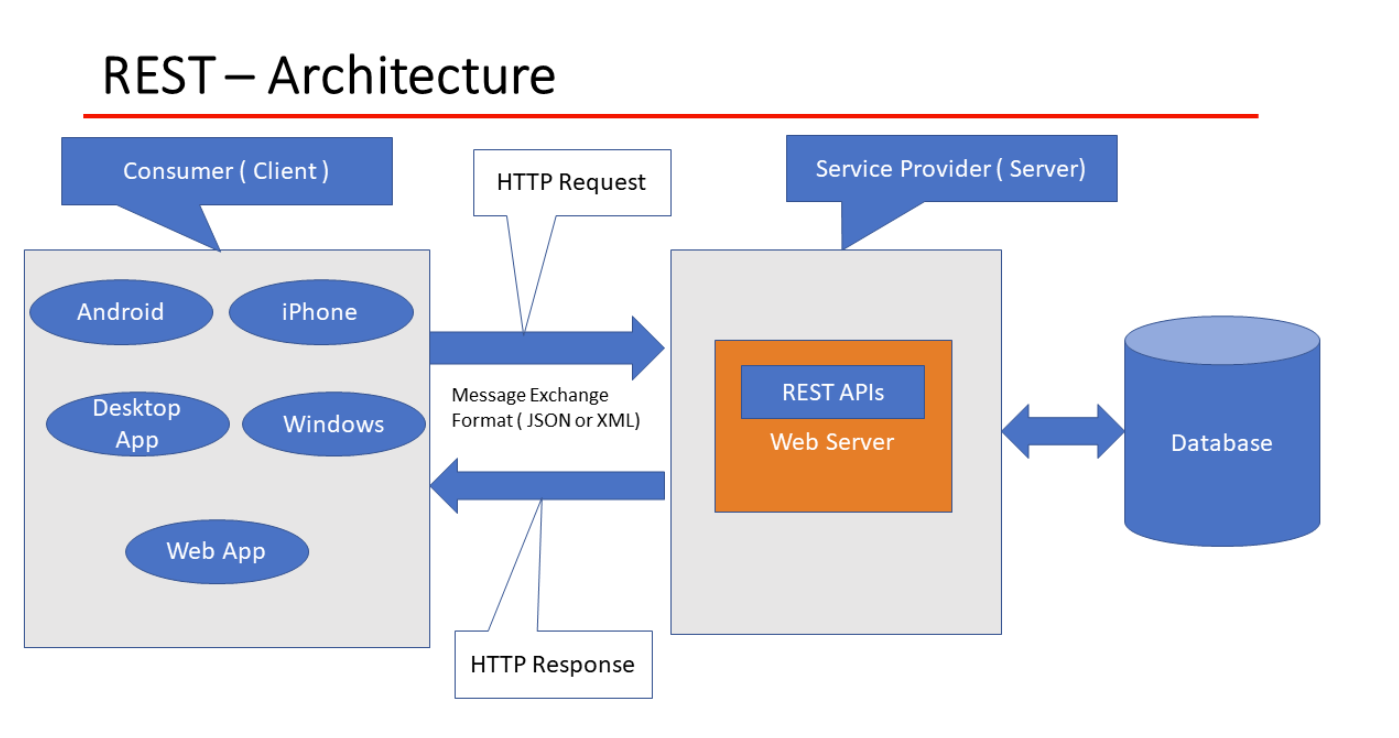 REST – Architecture
Consumer ( Client )
HTTP Request
Service Provider ( Server)
Android
iPhone
Desktop
App
Windows
Web App
Message Exchange
Format ( JSON or XML)
HTTP Response
REST APIs
Web Server
Database